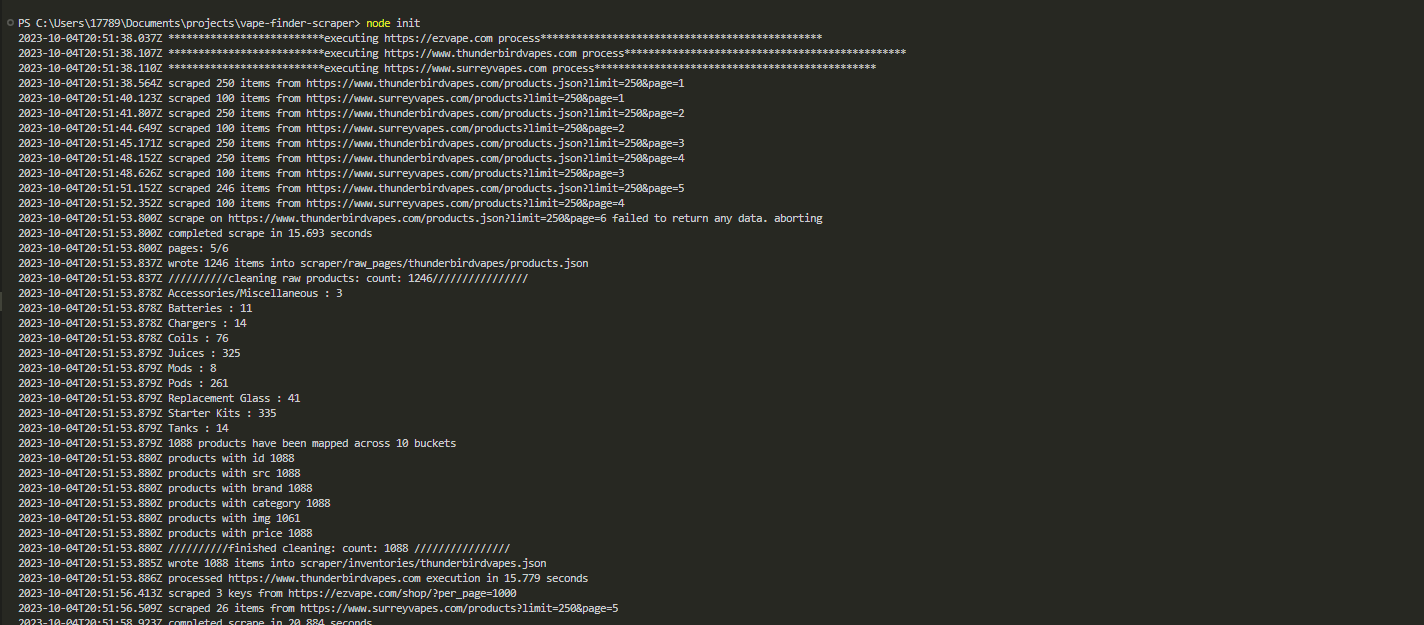 PS C:\Users\17789\Documents\projects\vape-finder-scraper> node init
2023-10-04T20:51:38.037Z **************************executing https://ezvape.com process***********************************************
2023-10-04T20:51:38.107Z **************************executing https://www.thunderbirdvapes.com process***********************************************
2023-10-04T20:51:38.110Z **************************executing https://www.surreyvapes.com process***********************************************
2023-10-04T20:51:38.564Z scraped 250 items from https://www.thunderbirdvapes.com/products.json?limit=250&page=1
2023-10-04T20:51:40.123Z scraped 100 items from https://www.surreyvapes.com/products?limit=250&page=1
2023-10-04T20:51:41.807Z scraped 250 items from https://www.thunderbirdvapes.com/products.json?limit=250&page=2
2023-10-04T20:51:44.649Z scraped 100 items from https://www.surreyvapes.com/products?limit=250&page=2
2023-10-04T20:51:45.171Z scraped 250 items from https://www.thunderbirdvapes.com/products.json?limit=250&page=3
2023-10-04T20:51:48.152Z scraped 250 items from https://www.thunderbirdvapes.com/products.json?limit=250&page=4
2023-10-04T20:51:48.626Z scraped 100 items from https://www.surreyvapes.com/products?limit=250&page=3
2023-10-04T20:51:51.152Z scraped 246 items from https://www.thunderbirdvapes.com/products.json?limit=250&page=5
2023-10-04T20:51:52.352Z scraped 100 items from https://www.surreyvapes.com/products?limit=250&page=4
2023-10-04T20:51:53.800Z scrape on https://www.thunderbirdvapes.com/products.json?limit=250&page=6 failed to return any data. aborting
2023-10-04T20:51:53.800Z completed scrape in 15.693 seconds
2023-10-04T20:51:53.800Z pages: 5/6
2023-10-04T20:51:53.837Z wrote 1246 items into scraper/raw_pages/thunderbirdvapes/products.json
2023-10-04T20:51:53.837Z //////////cleaning raw products: count: 1246////////////////
2023-10-04T20:51:53.878Z Accessories/Miscellaneous : 3
2023-10-04T20:51:53.878Z Batteries : 11
2023-10-04T20:51:53.878Z Chargers : 14
2023-10-04T20:51:53.878Z Coils : 76
2023-10-04T20:51:53.879Z Juices : 325
2023-10-04T20:51:53.879Z Mods : 8
2023-10-04T20:51:53.879Z Pods : 261
2023-10-04T20:51:53.879Z Replacement Glass : 41
2023-10-04T20:51:53.879Z Starter Kits : 335
2023-10-04T20:51:53.879Z Tanks : 14
2023-10-04T20:51:53.879Z 1088 products have been mapped across 10 buckets
2023-10-04T20:51:53.880Z products with id 1088
2023-10-04T20:51:53.880Z products with src 1088
2023-10-04T20:51:53.880Z products with brand 1088
2023-10-04T20:51:53.880Z products with category 1088
2023-10-04T20:51:53.880Z products with img 1061
2023-10-04T20:51:53.880Z products with price 1088
2023-10-04T20:51:53.880Z //////////finished cleaning: count: 1088 ////////////////
2023-10-04T20:51:53.885Z wrote 1088 items into scraper/inventories/thunderbirdvapes.json
2023-10-04T20:51:53.886Z processed https://www.thunderbirdvapes.com execution in 15.779 seconds
2023-10-04T20:51:56.413Z scraped 3 keys from https://ezvape.com/shop/?per_page=1000
2023-10-04T20:51:56.509Z scraped 26 items from https://www.surreyvapes.com/products?limit=250&page=5
2023-10-04T20:51:58.923Z completed scrape in 20.884 seconds